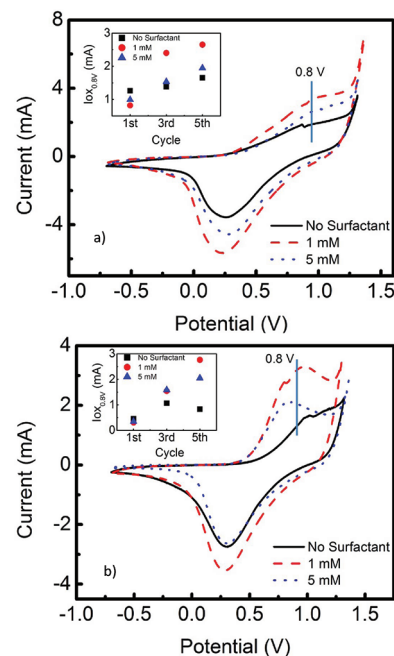 No Surfactant
1 mM
5 mM
Iox0.8V (mA)
3
2
1
1st 3rd 5th
Cycle
0.8 V
Current (mA)
8
4
0
-4
-8
a)
No Surfactant
1 mM
5 mM
-1.0 -0.5 0.0 0.5 1.0 1.5
Potential (V)
No Surfactant
1 mM
5 mM
Iox0.8V (mA)
3
2
1
0
1st 3rd 5th
Cycle
0.8 V
Current (mA)
4
2
0
-2
-4
b)
No Surfactant
1 mM
5 mM
-1.0 -0.5 0.0 0.5 1.0 1.5
Potential (V)